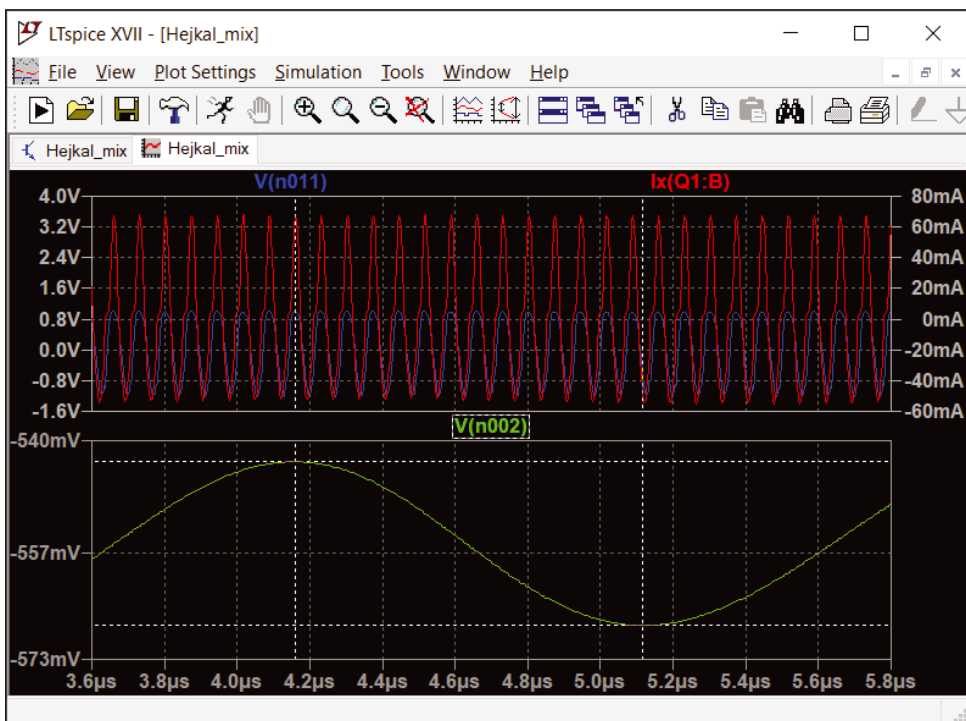 LTspice XVII - [Hejkal_mix]
File View Plot Settings Simulation Tools Window Help
Hejkal_mix Hejkal_mix
V(n011) Ix(Q1:B)
4.0V 80mA
3.2V 60mA
2.4V 40mA
1.6V 20mA
0.8V 0mA
0.0V -20mA
-0.8V -40mA
-1.6V -60mA
V(n002)
-540mV
-557mV
-573mV
3.6µs 3.8µs 4.0µs 4.2µs 4.4µs 4.6µs 4.8µs 5.0µs 5.2µs 5.4µs 5.6µs 5.8µs